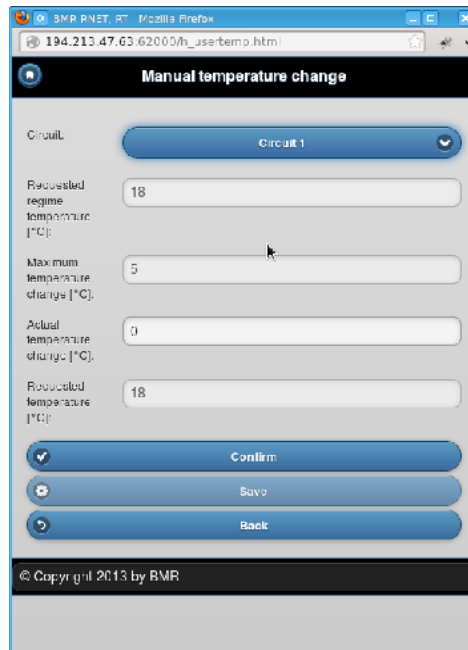 BMR RNET, RT - Mozilla Firefox
194.213.47.63:62000/h_usertemp.html
Manual temperature change
Circuit:
Circuit 1
Requested
regime
temperature
[°C]:
18
Maximum
temperature
change [°C]:
5
Actual
temperature
change [°C]:
0
Requested
temperature
[°C]:
18
Confirm
Save
Back
© Copyright 2013 by BMR